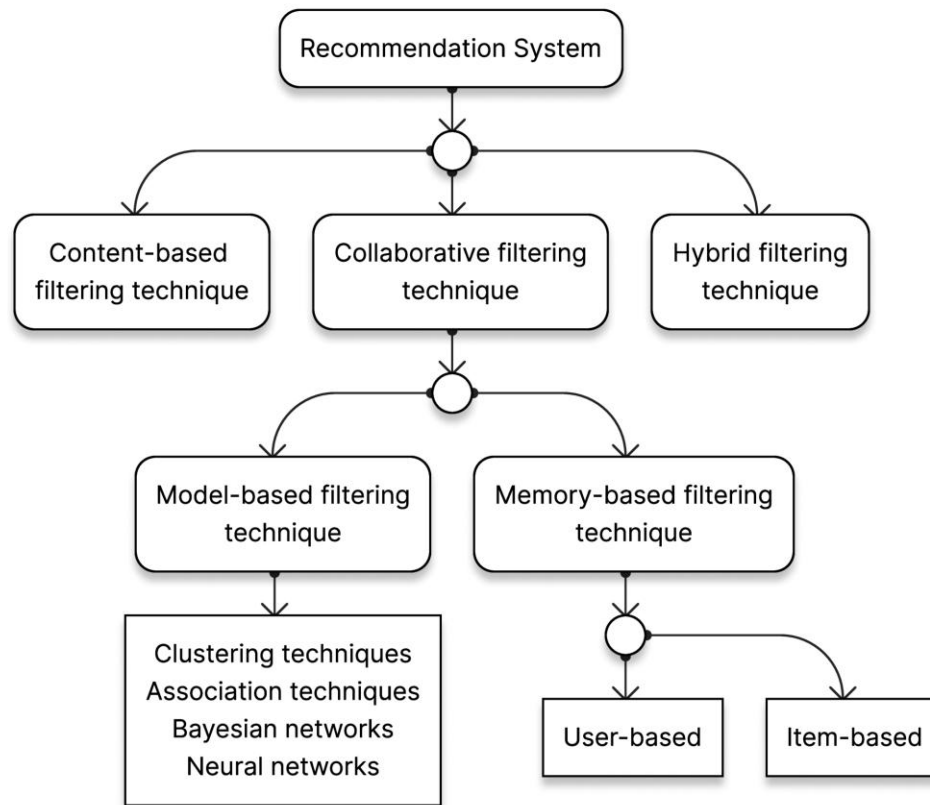 Recommendation System
Content-based
filtering technique
Collaborative filtering
technique
Hybrid filtering
technique
Model-based filtering
technique
Memory-based filtering
technique
Clustering techniques
Association techniques
Bayesian networks
Neural networks
User-based
Item-based